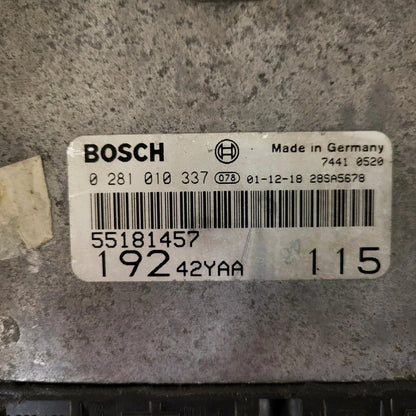 BOSCH Made in Germany
7441 0520
0 281 010 337 078 01-12-18 28SA5678
55181457
192 42YAA 115